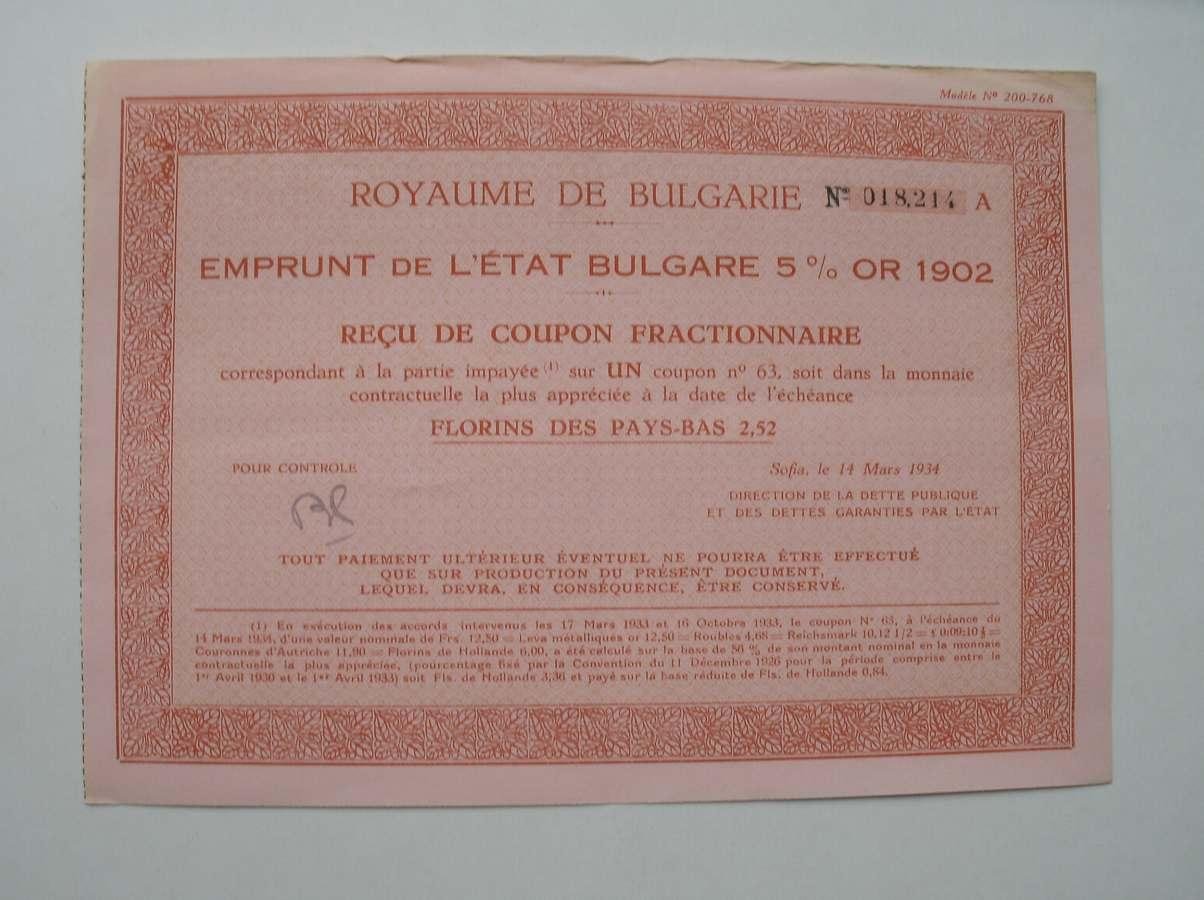 Modèle Nº 200-768
ROYAUME DE BULGARIE Nº 018,214 A
EMPRUNT DE L'ÉTAT BULGARE 5 % OR 1902
REÇU DE COUPON FRACTIONNAIRE
correspondant à la partie impayée (1) sur UN coupon nº 63, soit dans la monnaie
contractuelle la plus appréciée à la date de l'échéance
FLORINS DES PAYS-BAS 2,52
POUR CONTROLE
Sofia, le 14 Mars 1934
DIRECTION DE LA DETTE PUBLIQUE
ET DES DETTES GARANTIES PAR L'ÉTAT
TOUT PAIEMENT ULTÉRIEUR ÉVENTUEL NE POURRA ÊTRE EFFECTUÉ
QUE SUR PRODUCTION DU PRÉSENT DOCUMENT,
LEQUEL DEVRA, EN CONSÉQUENCE, ÊTRE CONSERVÉ.
(1) En exécution des accords intervenus les 17 Mars 1933 et 16 Octobre 1933, le coupon Nº 63, à l'échéance du
14 Mars 1934, d'une valeur nominale de Frs. 12,50 = Leva métalliques or 12,50 = Roubles 4,68 = Reichsmark 10,12 1/2 = £ 0:09:10 ½ =
Couronnes d'Autriche 11,90 = Florins de Hollande 6,00, a été calculé sur la base de 56 % de son montant nominal en la monnaie
contractuelle la plus appréciée, (pourcentage fixé par la Convention du 11 Décembre 1926 pour la période comprise entre le
1er Avril 1930 et le 1er Avril 1933) soit Fls. de Hollande 3,36 et payé sur la base réduite de Fls. de Hollande 0,84.